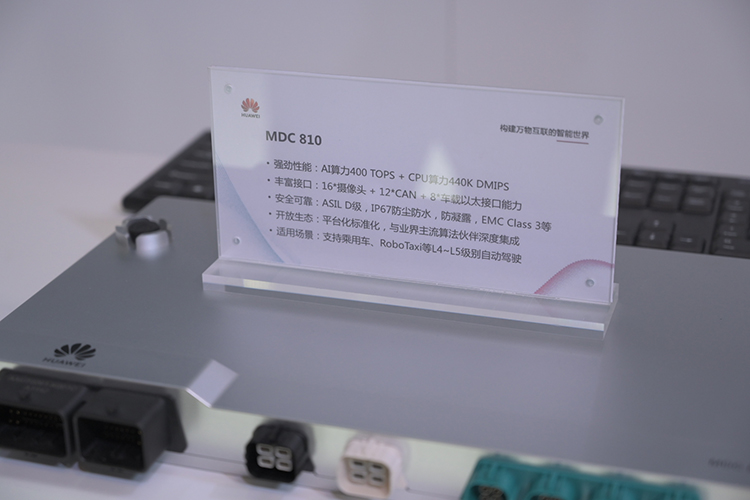 HUAWEI
构建万物互联的智能世界
MDC 810
• 强劲性能：AI算力400 TOPS + CPU算力440K DMIPS
• 丰富接口：16*摄像头 + 12*CAN + 8*车载以太接口能力
• 安全可靠：ASIL D级，IP67防尘防水，防凝露，EMC Class 3等
• 开放生态：平台化标准化，与业界主流算法伙伴深度集成
• 适用场景：支持乘用车、RoboTaxi等L4~L5级别自动驾驶
HUAWEI